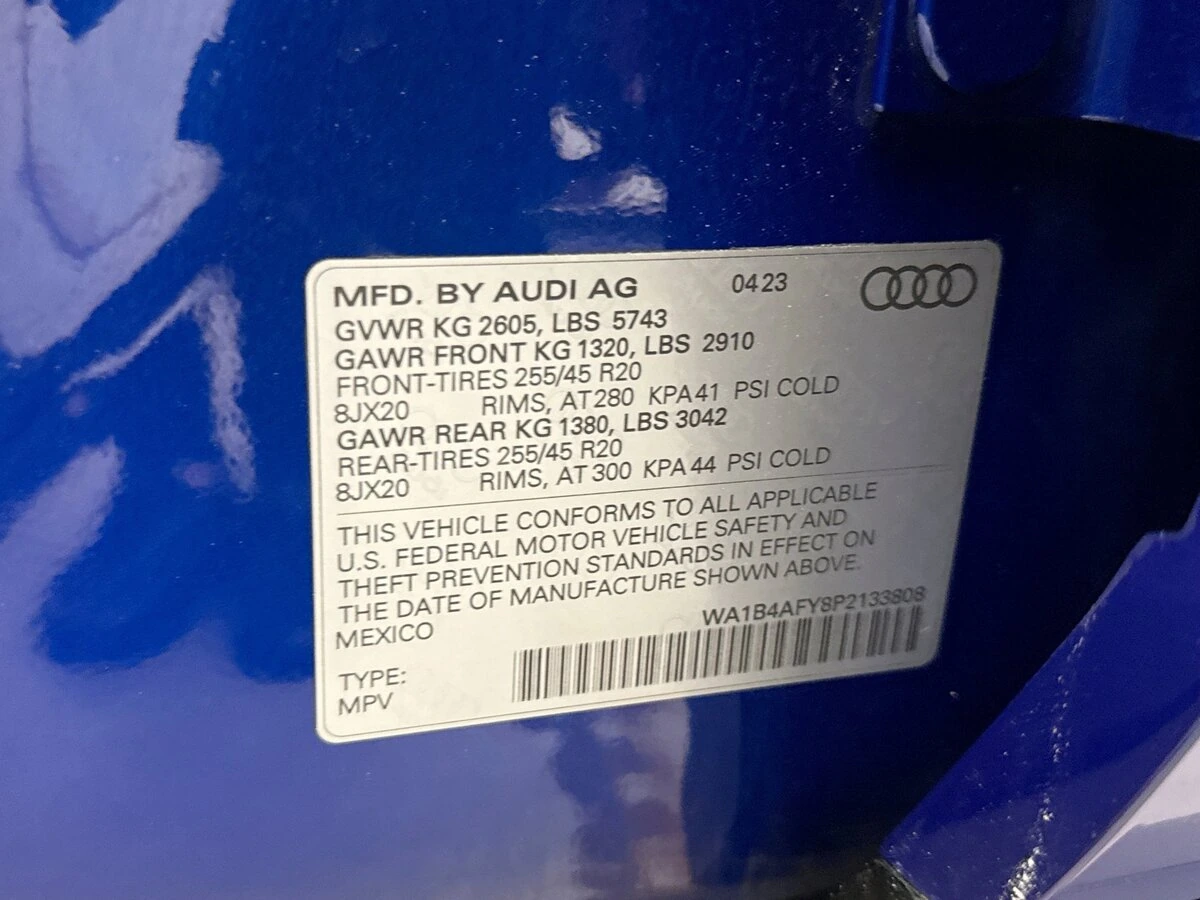 MFD. BY AUDI AG 0423
GVWR KG 2605, LBS 5743
GAWR FRONT KG 1320, LBS 2910
FRONT-TIRES 255/45 R20
8JX20 RIMS, AT 280 KPA 41 PSI COLD
GAWR REAR KG 1380, LBS 3042
REAR-TIRES 255/45 R20
8JX20 RIMS, AT 300 KPA 44 PSI COLD
THIS VEHICLE CONFORMS TO ALL APPLICABLE
U.S. FEDERAL MOTOR VEHICLE SAFETY AND
THEFT PREVENTION STANDARDS IN EFFECT ON
THE DATE OF MANUFACTURE SHOWN ABOVE.
MEXICO WA1B4AFY8P2133808
TYPE:
MPV